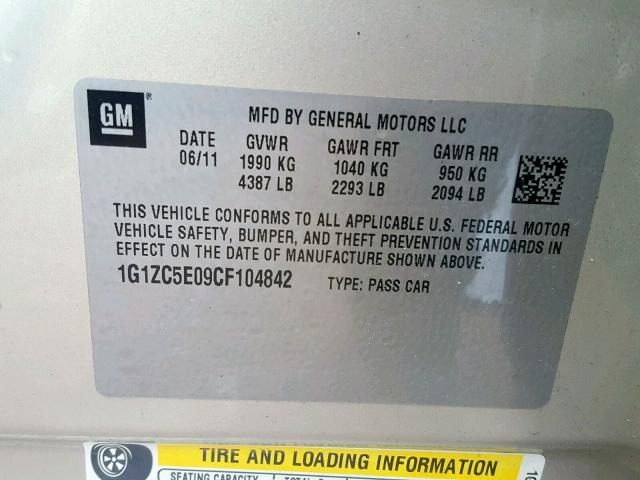 GM
MFD BY GENERAL MOTORS LLC
DATE GVWR GAWR FRT GAWR RR
06/11 1990 KG 1040 KG 950 KG
4387 LB 2293 LB 2094 LB
THIS VEHICLE CONFORMS TO ALL APPLICABLE U.S. FEDERAL MOTOR
VEHICLE SAFETY, BUMPER, AND THEFT PREVENTION STANDARDS IN
EFFECT ON THE DATE OF MANUFACTURE SHOWN ABOVE.
1G1ZC5E09CF104842 TYPE: PASS CAR
TIRE AND LOADING INFORMATION
SEATING CAPACITY